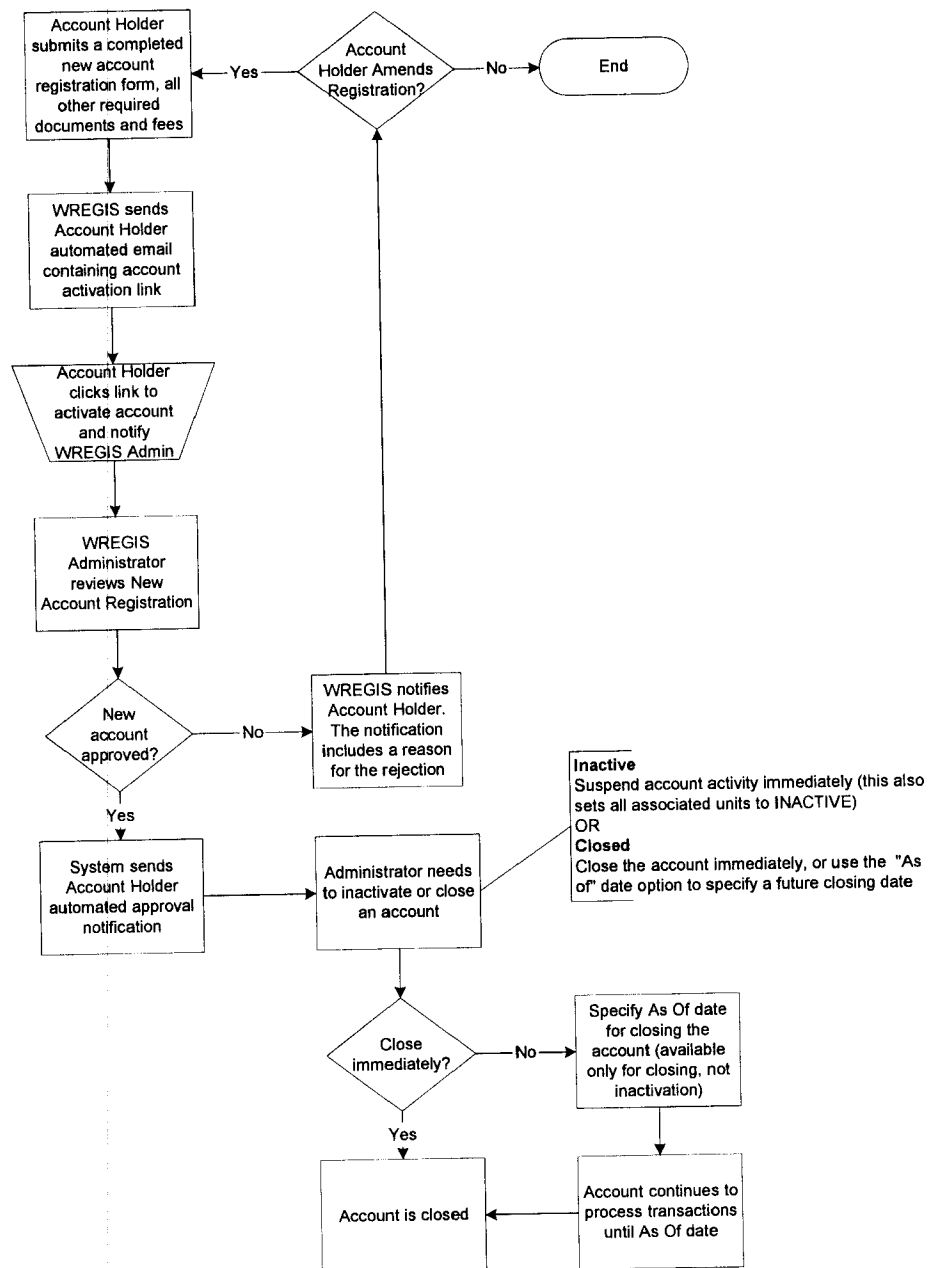 Account Holder
submits a completed
new account
registration form, all
other required
documents and fees
Yes
Account
Holder Amends
Registration?
No
End
WREGIS sends
Account Holder
automated email
containing account
activation link
Account Holder
clicks link to
activate account
and notify
WREGIS Admin
WREGIS
Administrator
reviews New
Account Registration
New
account
approved?
No
WREGIS notifies
Account Holder.
The notification
includes a reason
for the rejection
Yes
Inactive
Suspend account activity immediately (this also
sets all associated units to INACTIVE)
OR
Closed
Close the account immediately, or use the "As
of" date option to specify a future closing date
System sends
Account Holder
automated approval
notification
Administrator needs
to inactivate or close
an account
Close
immediately?
No
Specify As Of date
for closing the
account (available
only for closing, not
inactivation)
Yes
Account is closed
Account continues to
process transactions
until As Of date